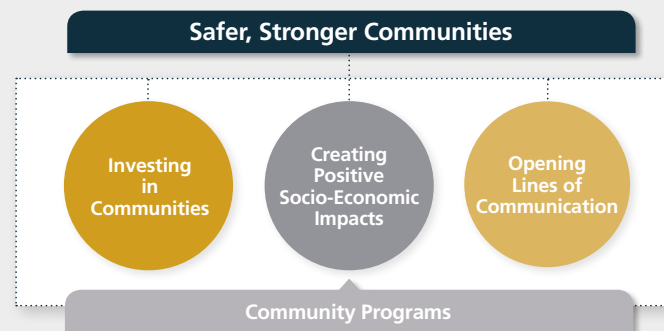 Safer, Stronger Communities
Investing
in
Communities
Creating
Positive
Socio-Economic
Impacts
Opening
Lines of
Communication
Community Programs